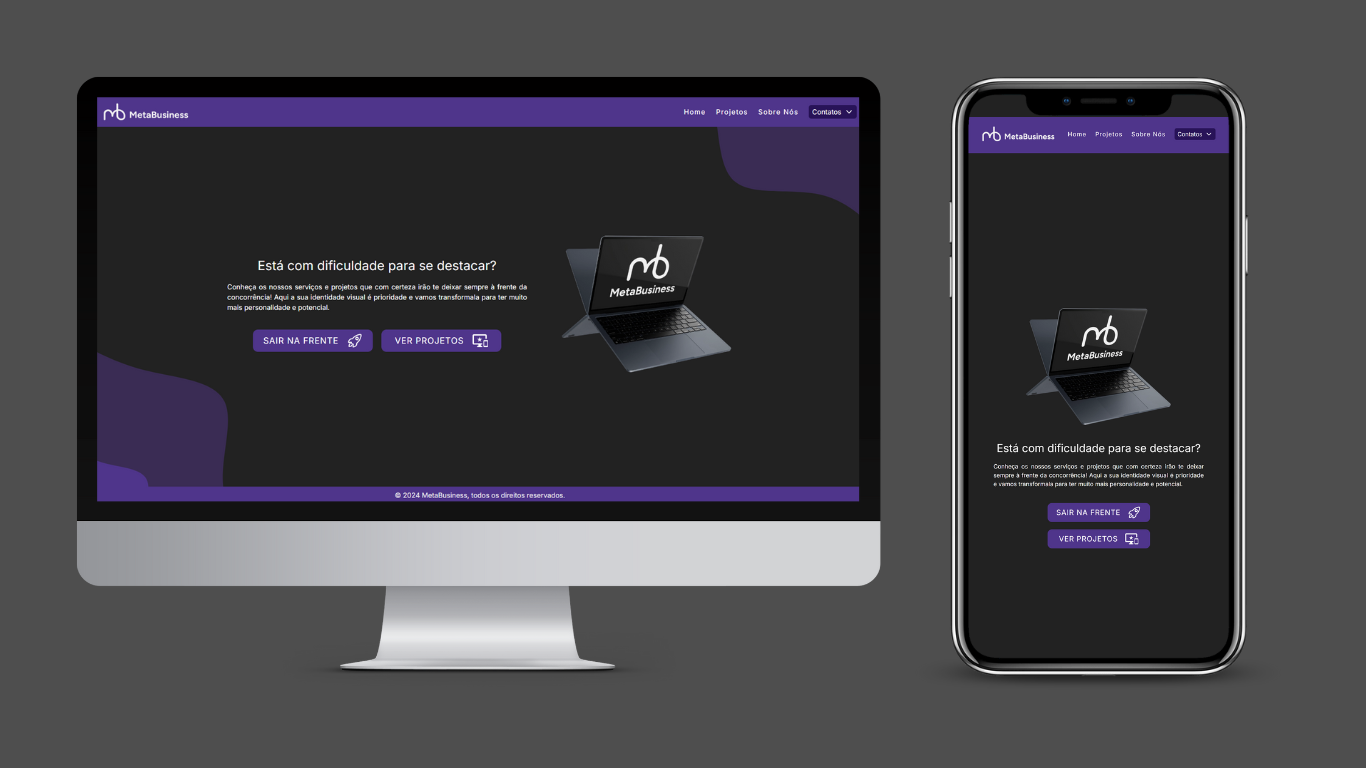 MetaBusiness
Home Projetos Sobre Nós Contatos
Está com dificuldade para se destacar?
Conheça os nossos serviços e projetos que com certeza irão te deixar sempre à frente da
concorrência! Aqui a sua identidade visual é prioridade e vamos transformala para ter muito
mais personalidade e potencial.
SAIR NA FRENTE VER PROJETOS
MetaBusiness
© 2024 MetaBusiness, todos os direitos reservados.
MetaBusiness Home Projetos Sobre Nós Contatos
MetaBusiness
Está com dificuldade para se destacar?
Conheça os nossos serviços e projetos que com certeza irão te deixar
sempre à frente da concorrência! Aqui a sua identidade visual é prioridade
e vamos transformala para ter muito mais personalidade e potencial.
SAIR NA FRENTE
VER PROJETOS